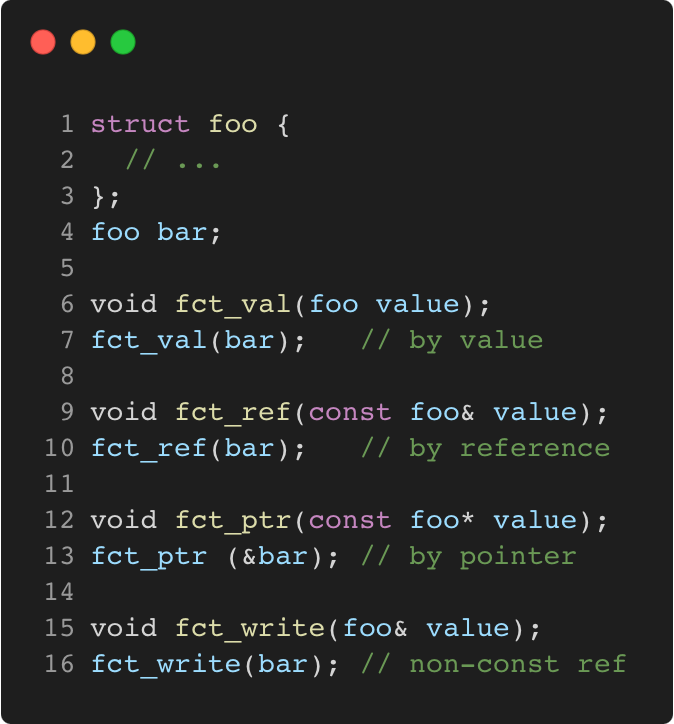 1 struct foo {
2   // ...
3 };
4 foo bar;
5
6 void fct_val(foo value);
7 fct_val(bar);   // by value
8
9 void fct_ref(const foo& value);
10 fct_ref(bar);   // by reference
11
12 void fct_ptr(const foo* value);
13 fct_ptr (&bar); // by pointer
14
15 void fct_write(foo& value);
16 fct_write(bar); // non-const ref